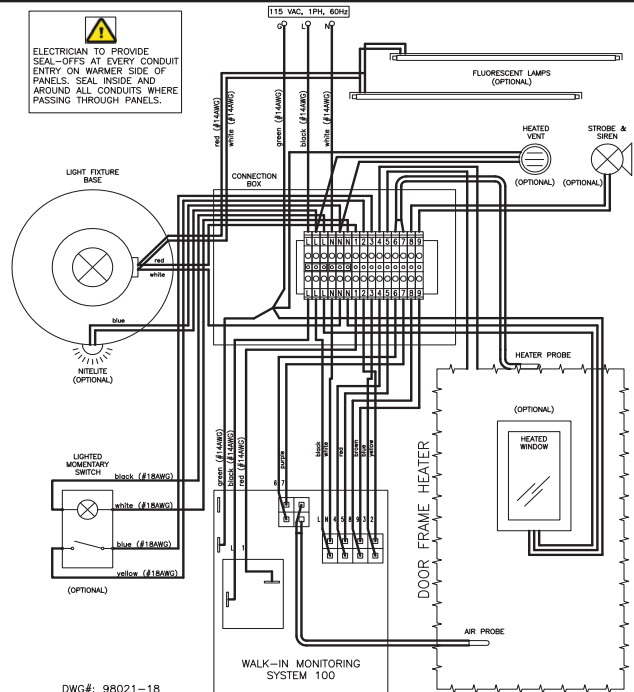 115 VAC, 1PH, 60Hz
G L N
ELECTRICIAN TO PROVIDE
SEAL-OFFS AT EVERY CONDUIT
ENTRY ON WARMER SIDE OF
PANELS. SEAL INSIDE AND
AROUND ALL CONDUITS WHERE
PASSING THROUGH PANELS.
FLUORESCENT LAMPS
(OPTIONAL)
red (#14AWG)
white (#14AWG)
green (#14AWG)
black (#14AWG)
white (#14AWG)
HEATED
VENT
(OPTIONAL)
STROBE &
SIREN
(OPTIONAL)
LIGHT FIXTURE
BASE
CONNECTION
BOX
L L L N N N 1 2 3 4 5 6 7 8 9
red
white
L L L N N N 1 2 3 4 5 6 7 8 9
blue
NITELITE
(OPTIONAL)
HEATER PROBE
(OPTIONAL)
HEATED
WINDOW
DOOR FRAME HEATER
LIGHTED
MOMENTARY
SWITCH
black (#18AWG)
white (#18AWG)
blue (#18AWG)
yellow (#18AWG)
(OPTIONAL)
green (#14AWG)
black (#14AWG)
red (#14AWG)
purple
black
white
red
brown
blue
yellow
6 7
L N 4 5 8 9 3 2
L 1
AIR PROBE
WALK-IN MONITORING
SYSTEM 100
DWG#: 98021-18